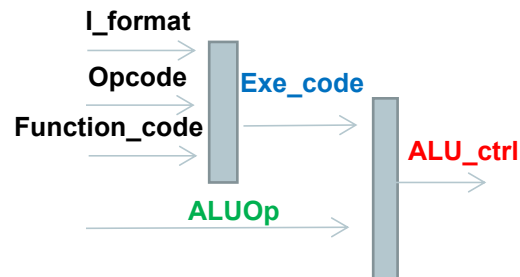 I_format
Opcode
Exe_code
Function_code
ALU_ctrl
ALUOp